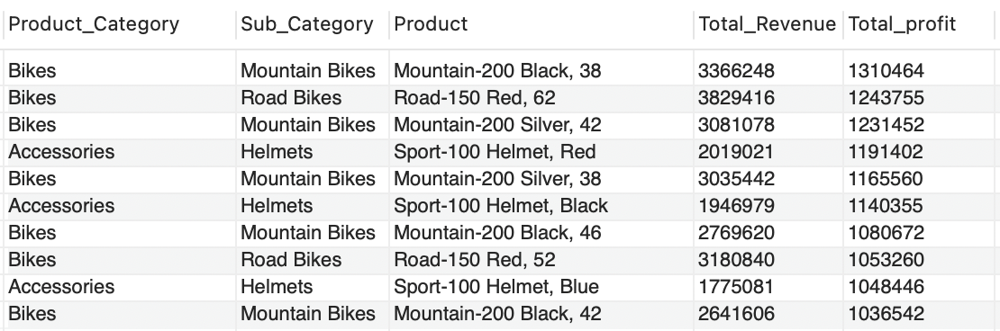 Product_Category Sub_Category Product Total_Revenue Total_profit
Bikes Mountain Bikes Mountain-200 Black, 38 3366248 1310464
Bikes Road Bikes Road-150 Red, 62 3829416 1243755
Bikes Mountain Bikes Mountain-200 Silver, 42 3081078 1231452
Accessories Helmets Sport-100 Helmet, Red 2019021 1191402
Bikes Mountain Bikes Mountain-200 Silver, 38 3035442 1165560
Accessories Helmets Sport-100 Helmet, Black 1946979 1140355
Bikes Mountain Bikes Mountain-200 Black, 46 2769620 1080672
Bikes Road Bikes Road-150 Red, 52 3180840 1053260
Accessories Helmets Sport-100 Helmet, Blue 1775081 1048446
Bikes Mountain Bikes Mountain-200 Black, 42 2641606 1036542